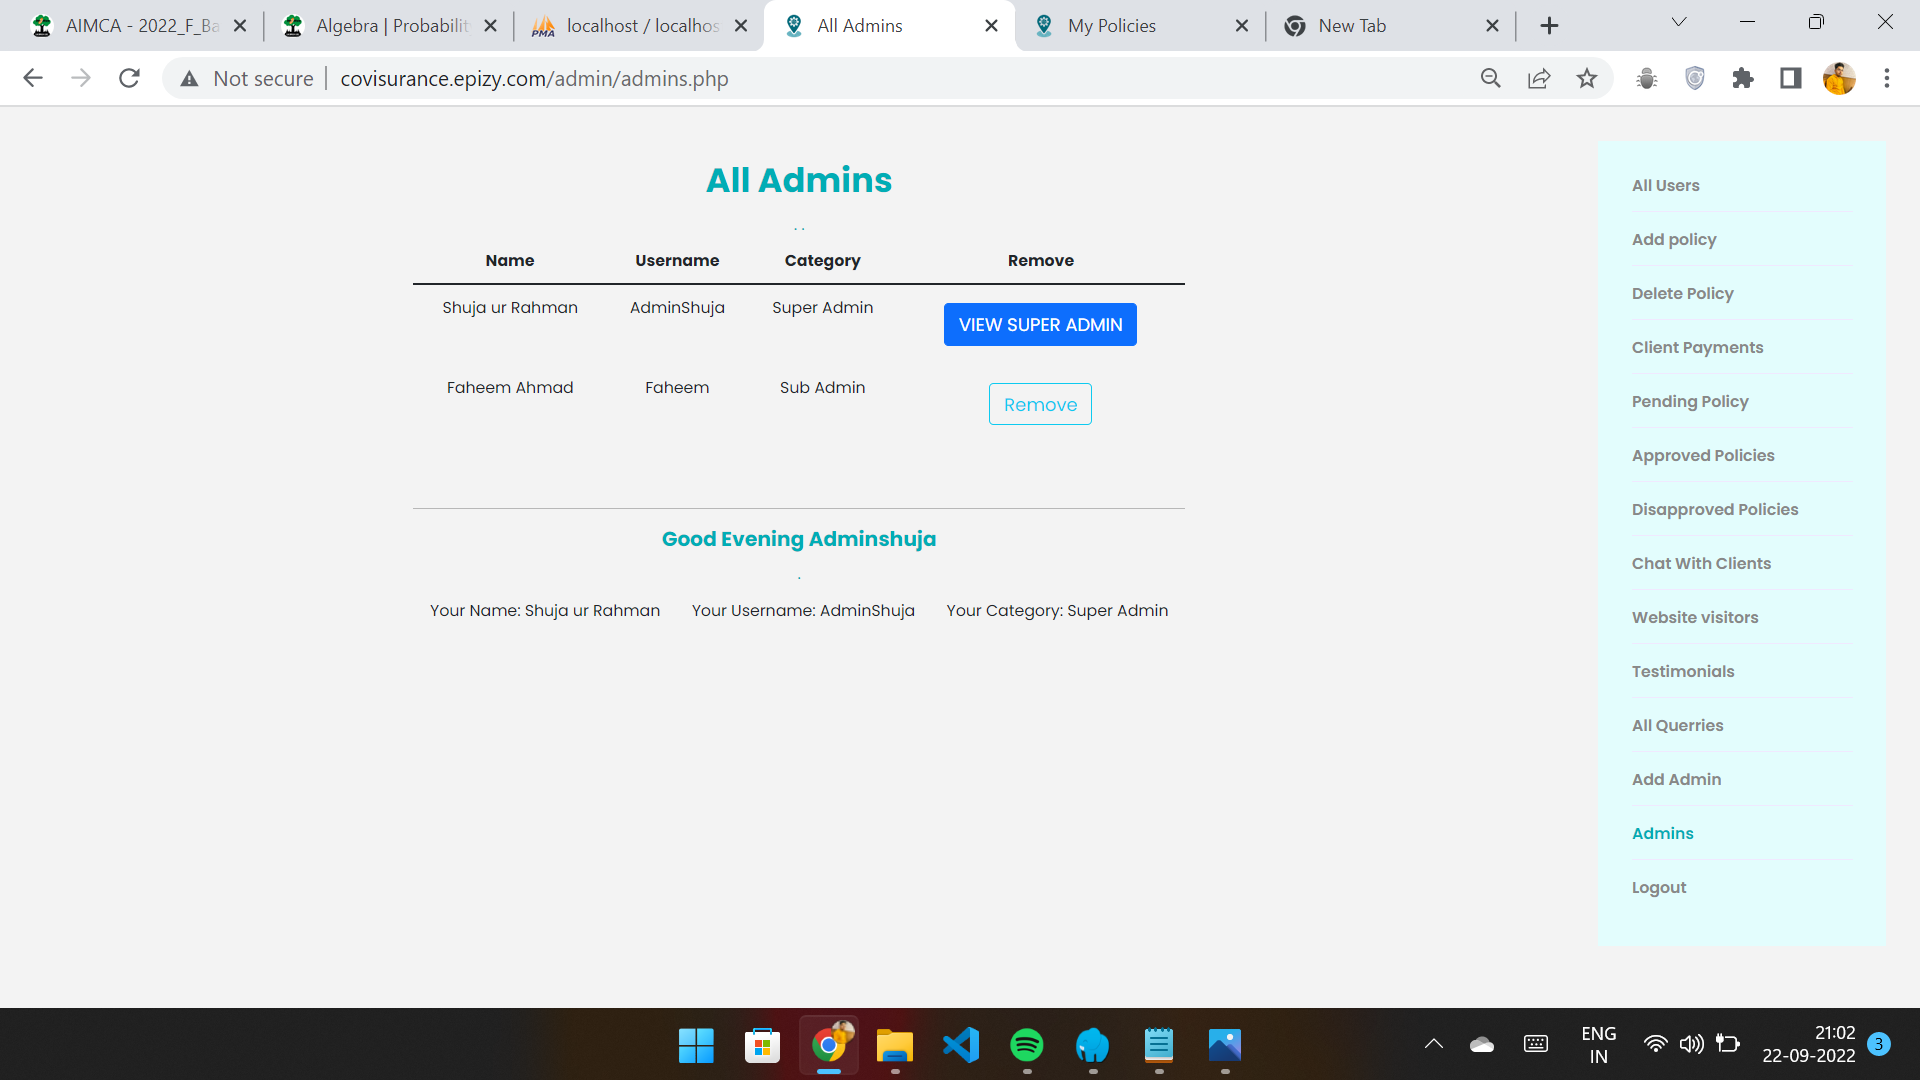 AIMCA - 2022_F_Ba
Algebra | Probabilit
localhost / localhos
All Admins
My Policies
New Tab
Not secure
covisurance.epizy.com/admin/admins.php
All Admins
. .
Name Username Category Remove
Shuja ur Rahman AdminShuja Super Admin VIEW SUPER ADMIN
Faheem Ahmad Faheem Sub Admin Remove
Good Evening Adminshuja
.
Your Name: Shuja ur Rahman Your Username: AdminShuja Your Category: Super Admin
All Users
Add policy
Delete Policy
Client Payments
Pending Policy
Approved Policies
Disapproved Policies
Chat With Clients
Website visitors
Testimonials
All Querries
Add Admin
Admins
Logout
ENG
IN
21:02
22-09-2022
3
PMA